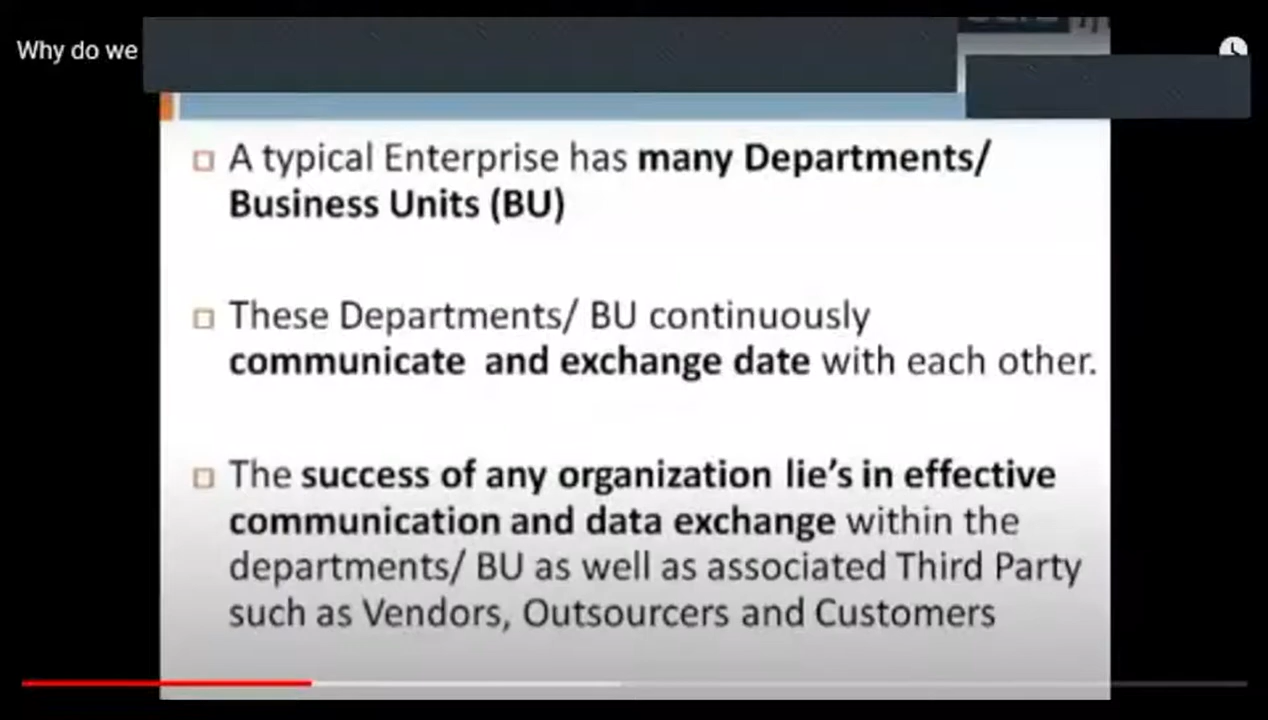 Why do we
A typical Enterprise has many Departments/
Business Units (BU)
These Departments/ BU continuously
communicate and exchange date with each other.
The success of any organization lie's in effective
communication and data exchange within the
departments/ BU as well as associated Third Party
such as Vendors, Outsourcers and Customers